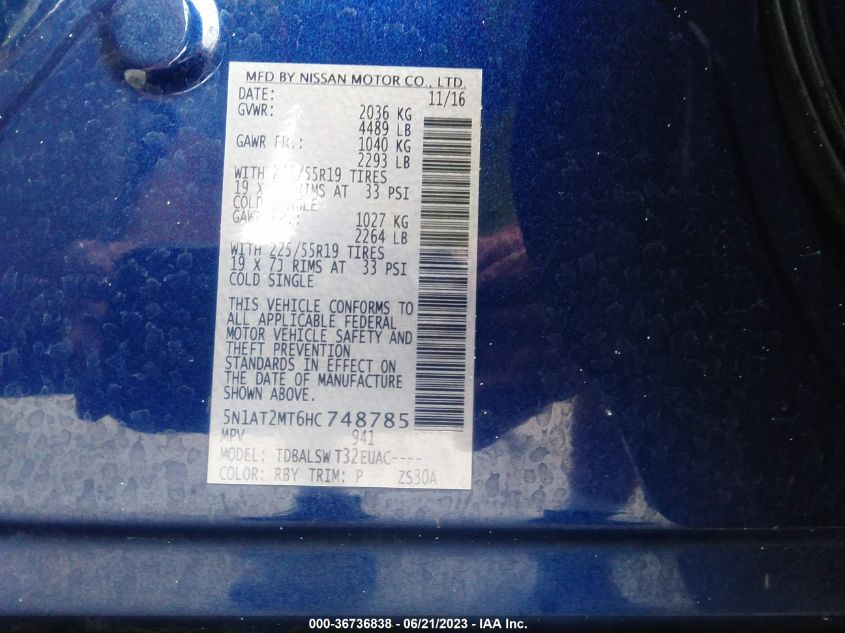 MFD BY NISSAN MOTOR CO., LTD.
DATE: 11/16
GVWR: 2036 KG
4489 LB
GAWR FR.: 1040 KG
2293 LB
WITH /55R19 TIRES
19 X RIMS AT 33 PSI
COLD SINGLE
GAWR 1027 KG
2264 LB
WITH 225/55R19 TIRES
19 X 7J RIMS AT 33 PSI
COLD SINGLE
THIS VEHICLE CONFORMS TO
ALL APPLICABLE FEDERAL
MOTOR VEHICLE SAFETY AND
THEFT PREVENTION
STANDARDS IN EFFECT ON
THE DATE OF MANUFACTURE
SHOWN ABOVE.
5N1AT2MT6HC748785
MPV 941
MODEL: TDBALSW T32EUAC----
COLOR: RBY TRIM: P ZS30A
000-36736838 - 06/21/2023 - IAA Inc.